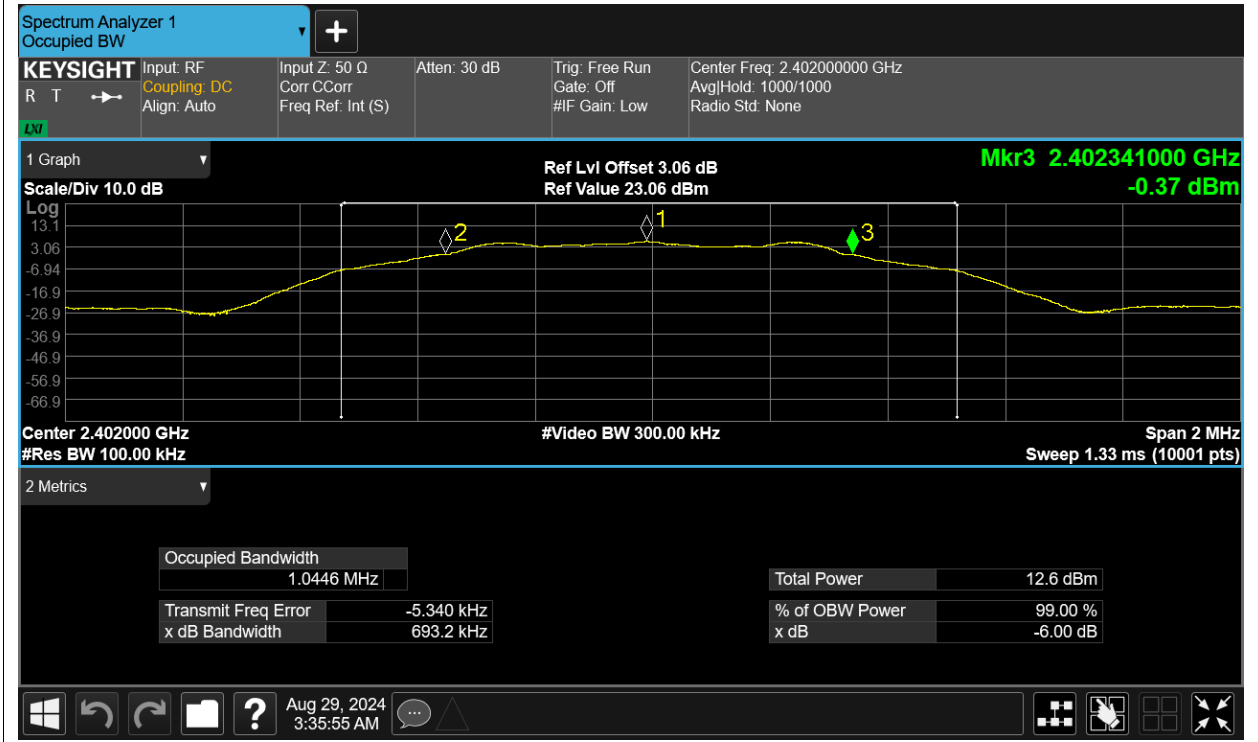 Spectrum Analyzer 1
Occupied BW
KEYSIGHT
R T
LXI
Input: RF
Coupling: DC
Align: Auto
Input Z: 50 Ω
Corr CCorr
Freq Ref: Int (S)
Atten: 30 dB
Trig: Free Run
Gate: Off
#IF Gain: Low
Center Freq: 2.402000000 GHz
Avg|Hold: 1000/1000
Radio Std: None
1 Graph
Scale/Div 10.0 dB
Ref Lvl Offset 3.06 dB
Ref Value 23.06 dBm
Mkr3 2.402341000 GHz
-0.37 dBm
Log
13.1
3.06
-6.94
-16.9
-26.9
-36.9
-46.9
-56.9
-66.9
2
1
3
Center 2.402000 GHz
#Res BW 100.00 kHz
#Video BW 300.00 kHz
Span 2 MHz
Sweep 1.33 ms (10001 pts)
2 Metrics
Occupied Bandwidth
1.0446 MHz
Transmit Freq Error -5.340 kHz
x dB Bandwidth 693.2 kHz
Total Power 12.6 dBm
% of OBW Power 99.00 %
x dB -6.00 dB
?
Aug 29, 2024
3:35:55 AM